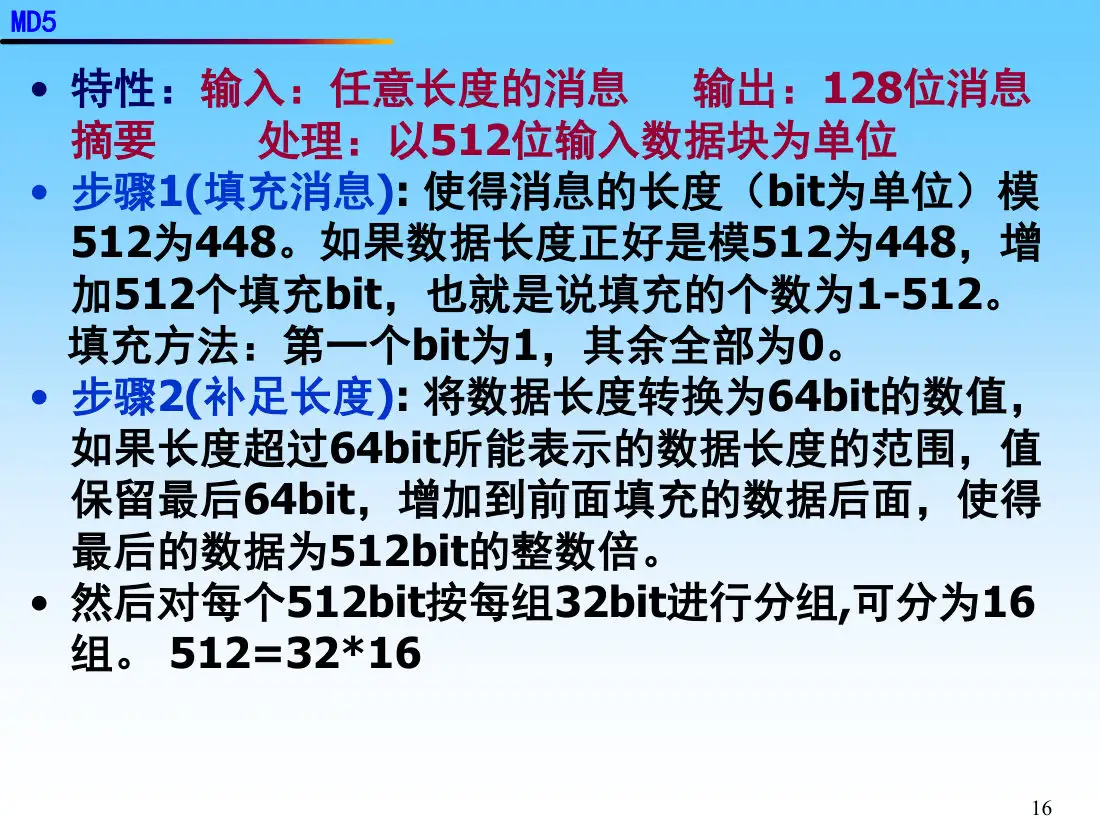 MD5
• 特性：输入：任意长度的消息 输出：128位消息
摘要 处理：以512位输入数据块为单位
• 步骤1(填充消息): 使得消息的长度（bit为单位）模
512为448。如果数据长度正好是模512为448，增
加512个填充bit，也就是说填充的个数为1-512。
填充方法：第一个bit为1，其余全部为0。
• 步骤2(补足长度): 将数据长度转换为64bit的数值，
如果长度超过64bit所能表示的数据长度的范围，值
保留最后64bit，增加到前面填充的数据后面，使得
最后的数据为512bit的整数倍。
• 然后对每个512bit按每组32bit进行分组,可分为16
组。 512=32*16
16